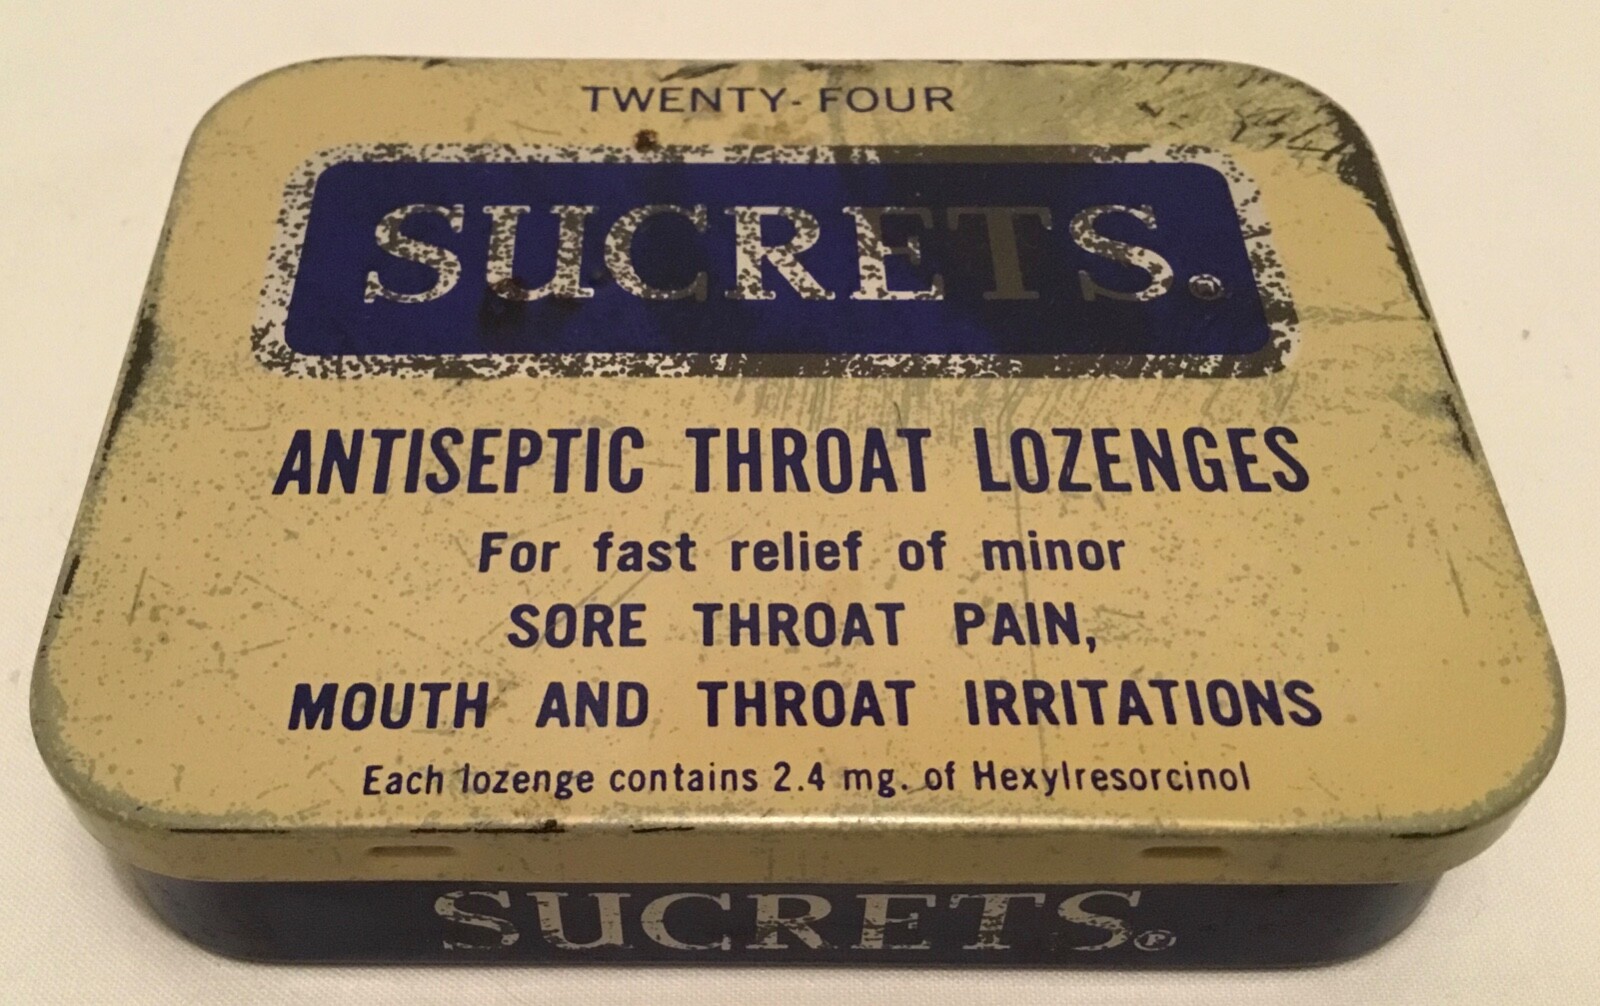 TWENTY-FOUR
SUCRETS.®
ANTISEPTIC THROAT LOZENGES
For fast relief of minor
SORE THROAT PAIN,
MOUTH AND THROAT IRRITATIONS
Each lozenge contains 2.4 mg. of Hexylresorcinol
SUCRETS.®